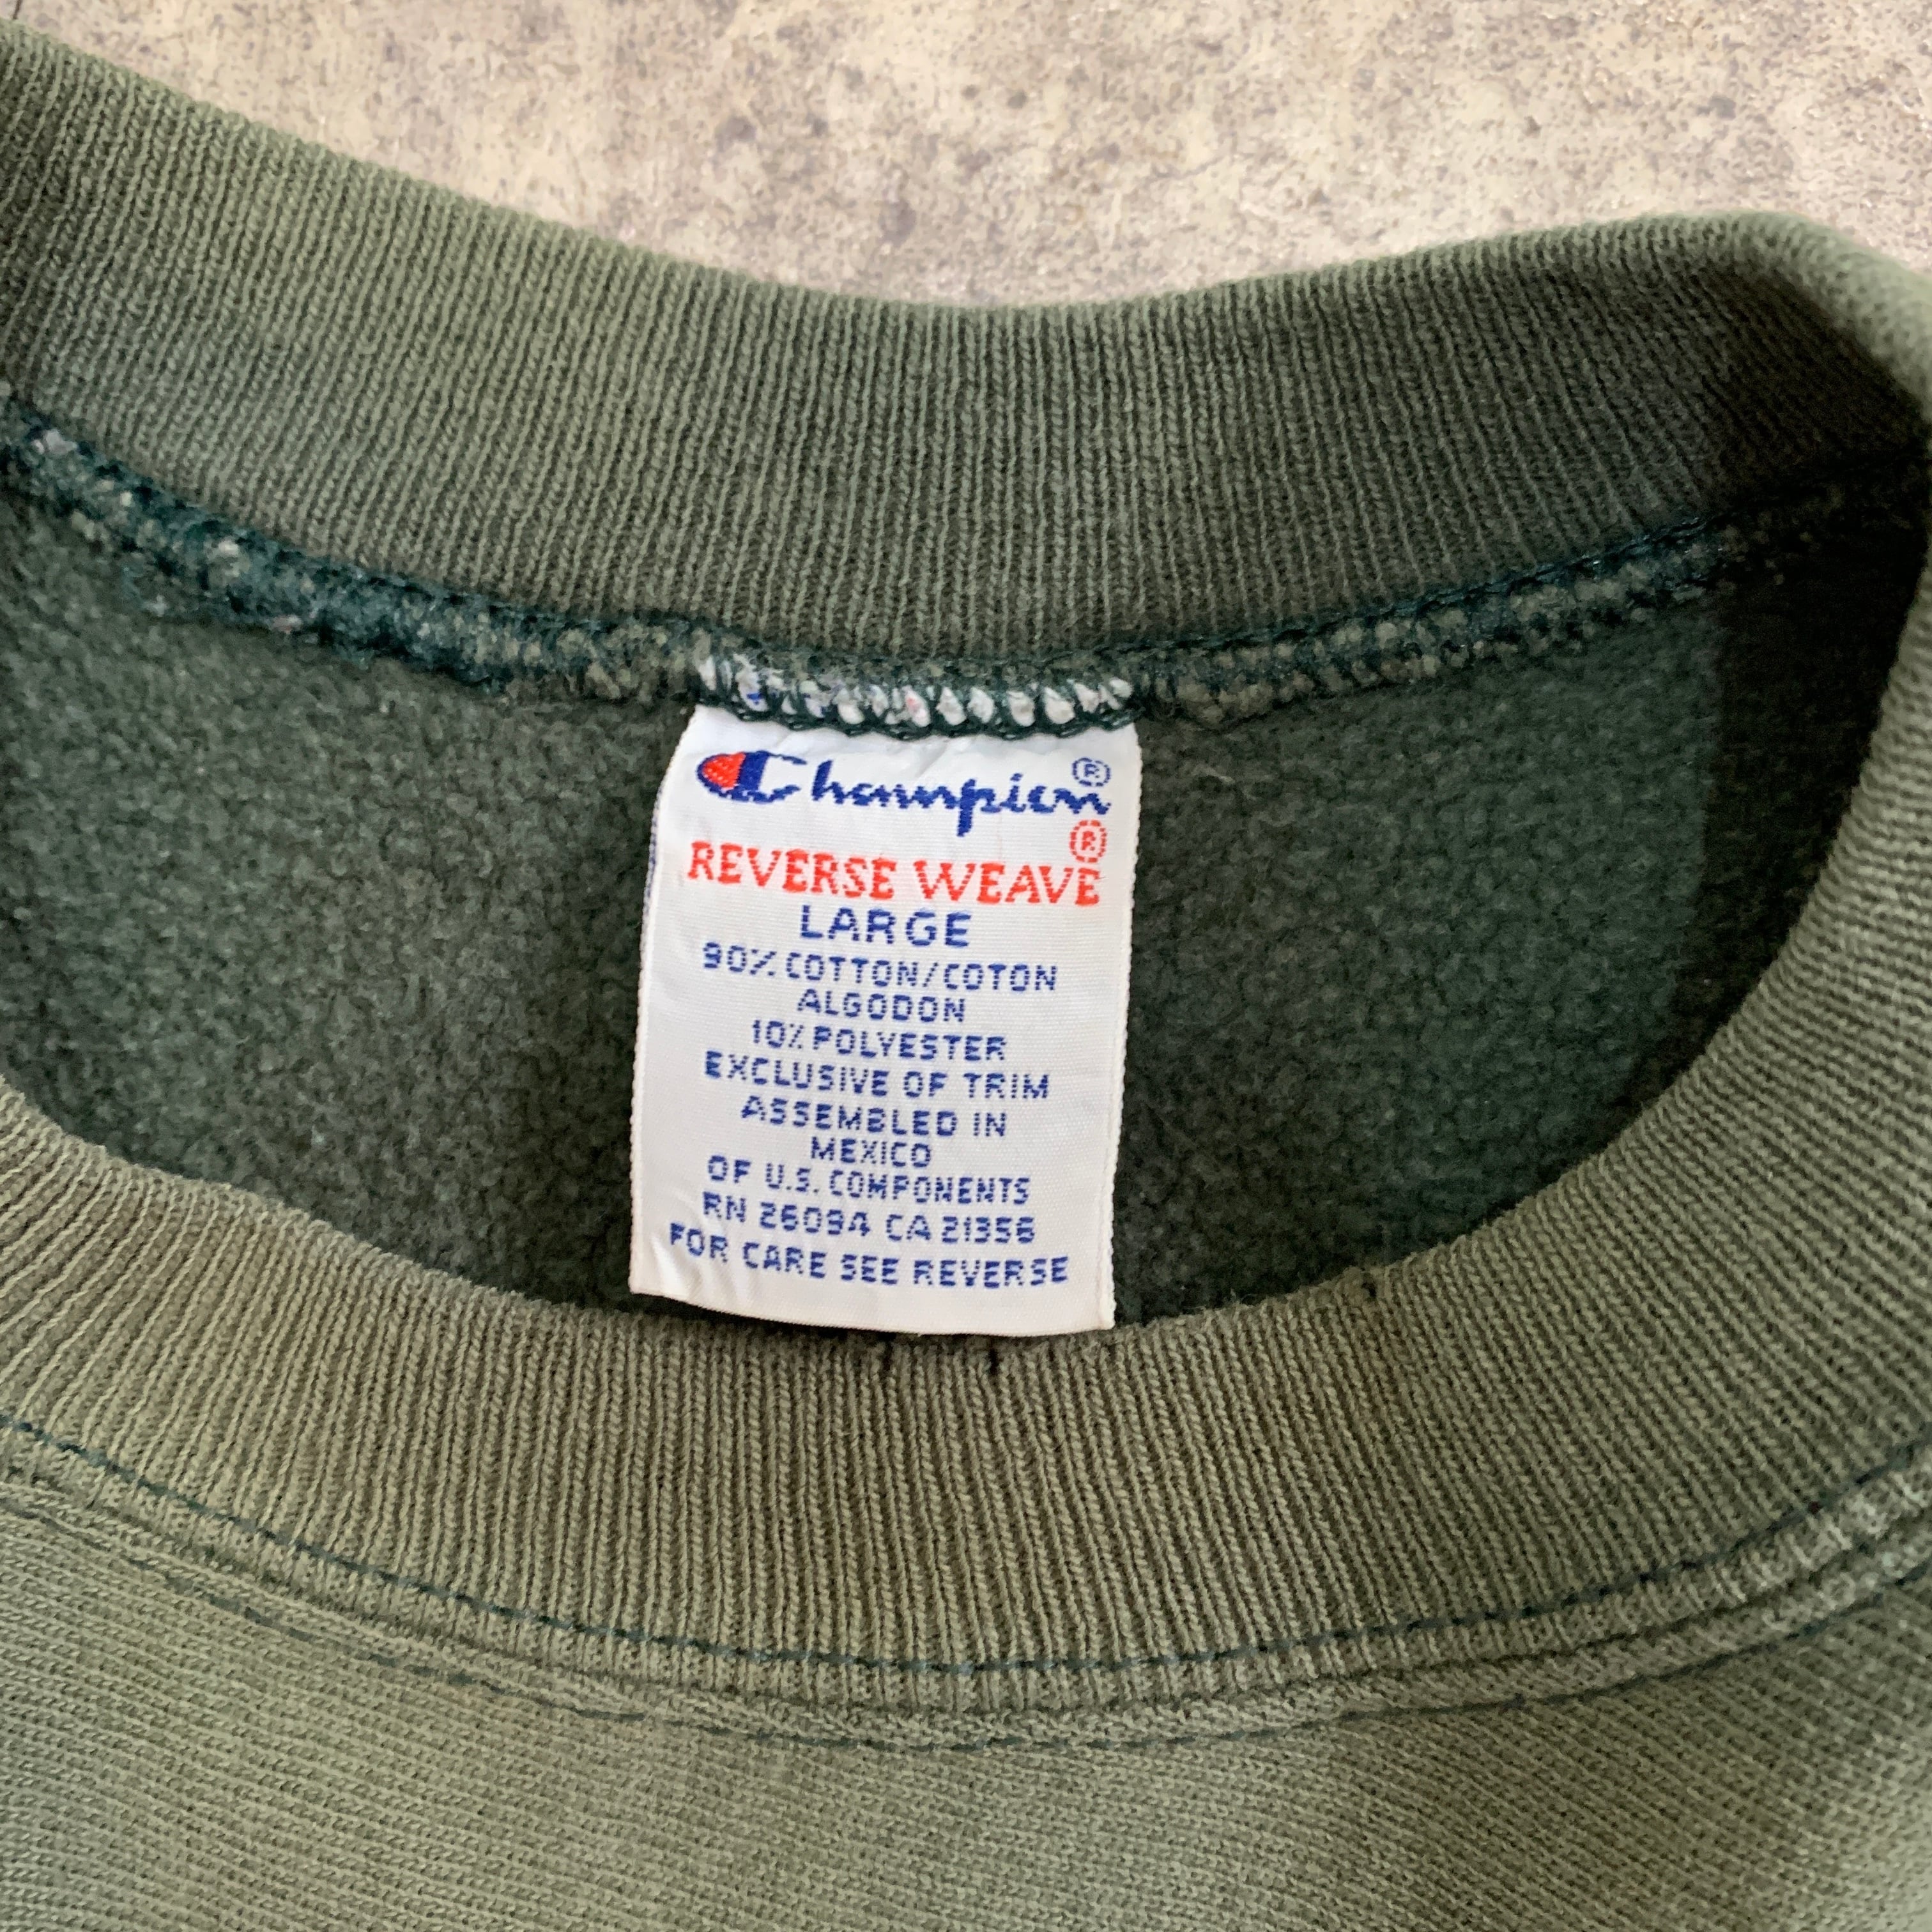 Champion®
REVERSE WEAVE®
LARGE
90% COTTON/COTON
ALGODON
10% POLYESTER
EXCLUSIVE OF TRIM
ASSEMBLED IN
MEXICO
OF U.S. COMPONENTS
RN 26094 CA 21356
FOR CARE SEE REVERSE